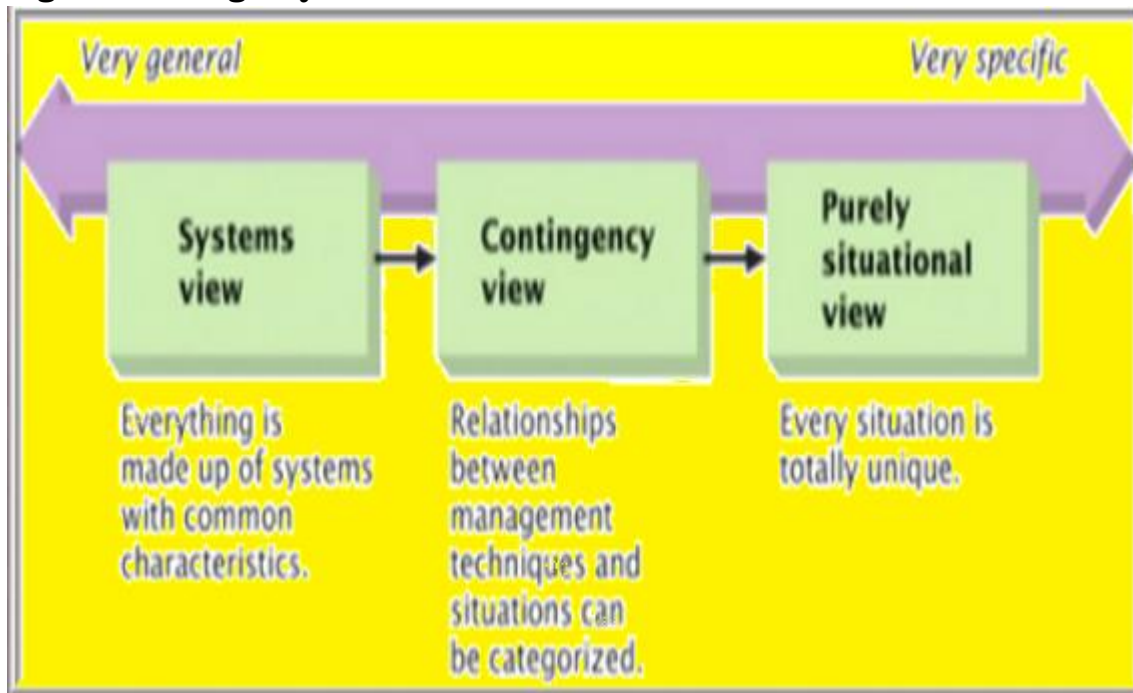 Very general
Very specific
Systems
view
Contingency
view
Purely
situational
view
Everything is
made up of systems
with common
characteristics.
Relationships
between
management
techniques and
situations can
be categorized.
Every situation is
totally unique.